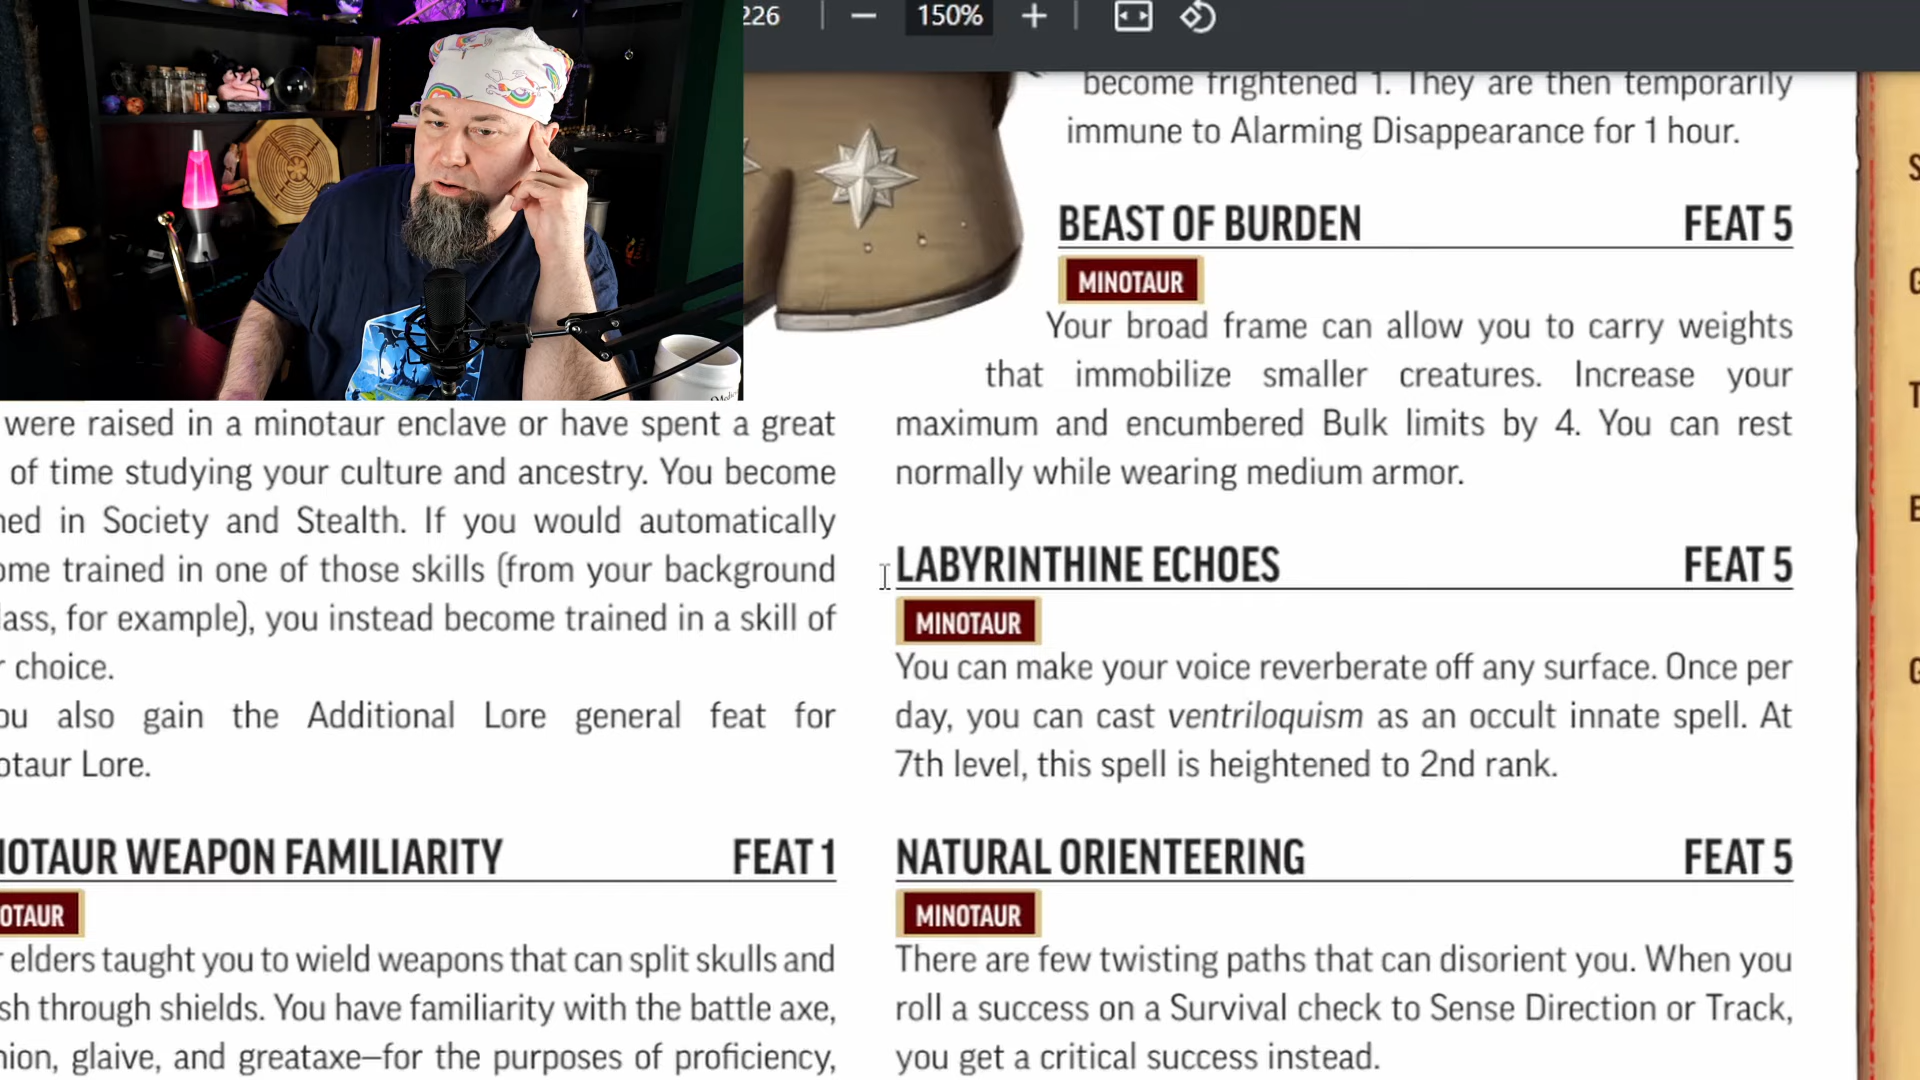 226
150%
become frightened 1. They are then temporarily
immune to Alarming Disappearance for 1 hour.
BEAST OF BURDEN FEAT 5
MINOTAUR
Your broad frame can allow you to carry weights
that immobilize smaller creatures. Increase your
maximum and encumbered Bulk limits by 4. You can rest
normally while wearing medium armor.
LABYRINTHINE ECHOES FEAT 5
MINOTAUR
You can make your voice reverberate off any surface. Once per
day, you can cast ventriloquism as an occult innate spell. At
7th level, this spell is heightened to 2nd rank.
NATURAL ORIENTEERING FEAT 5
MINOTAUR
There are few twisting paths that can disorient you. When you
roll a success on a Survival check to Sense Direction or Track,
you get a critical success instead.
were raised in a minotaur enclave or have spent a great
of time studying your culture and ancestry. You become
ned in Society and Stealth. If you would automatically
ome trained in one of those skills (from your background
lass, for example), you instead become trained in a skill of
r choice.
ou also gain the Additional Lore general feat for
otaur Lore.
NOTAUR WEAPON FAMILIARITY FEAT 1
OTAUR
r elders taught you to wield weapons that can split skulls and
sh through shields. You have familiarity with the battle axe,
hion, glaive, and greataxe—for the purposes of proficiency,